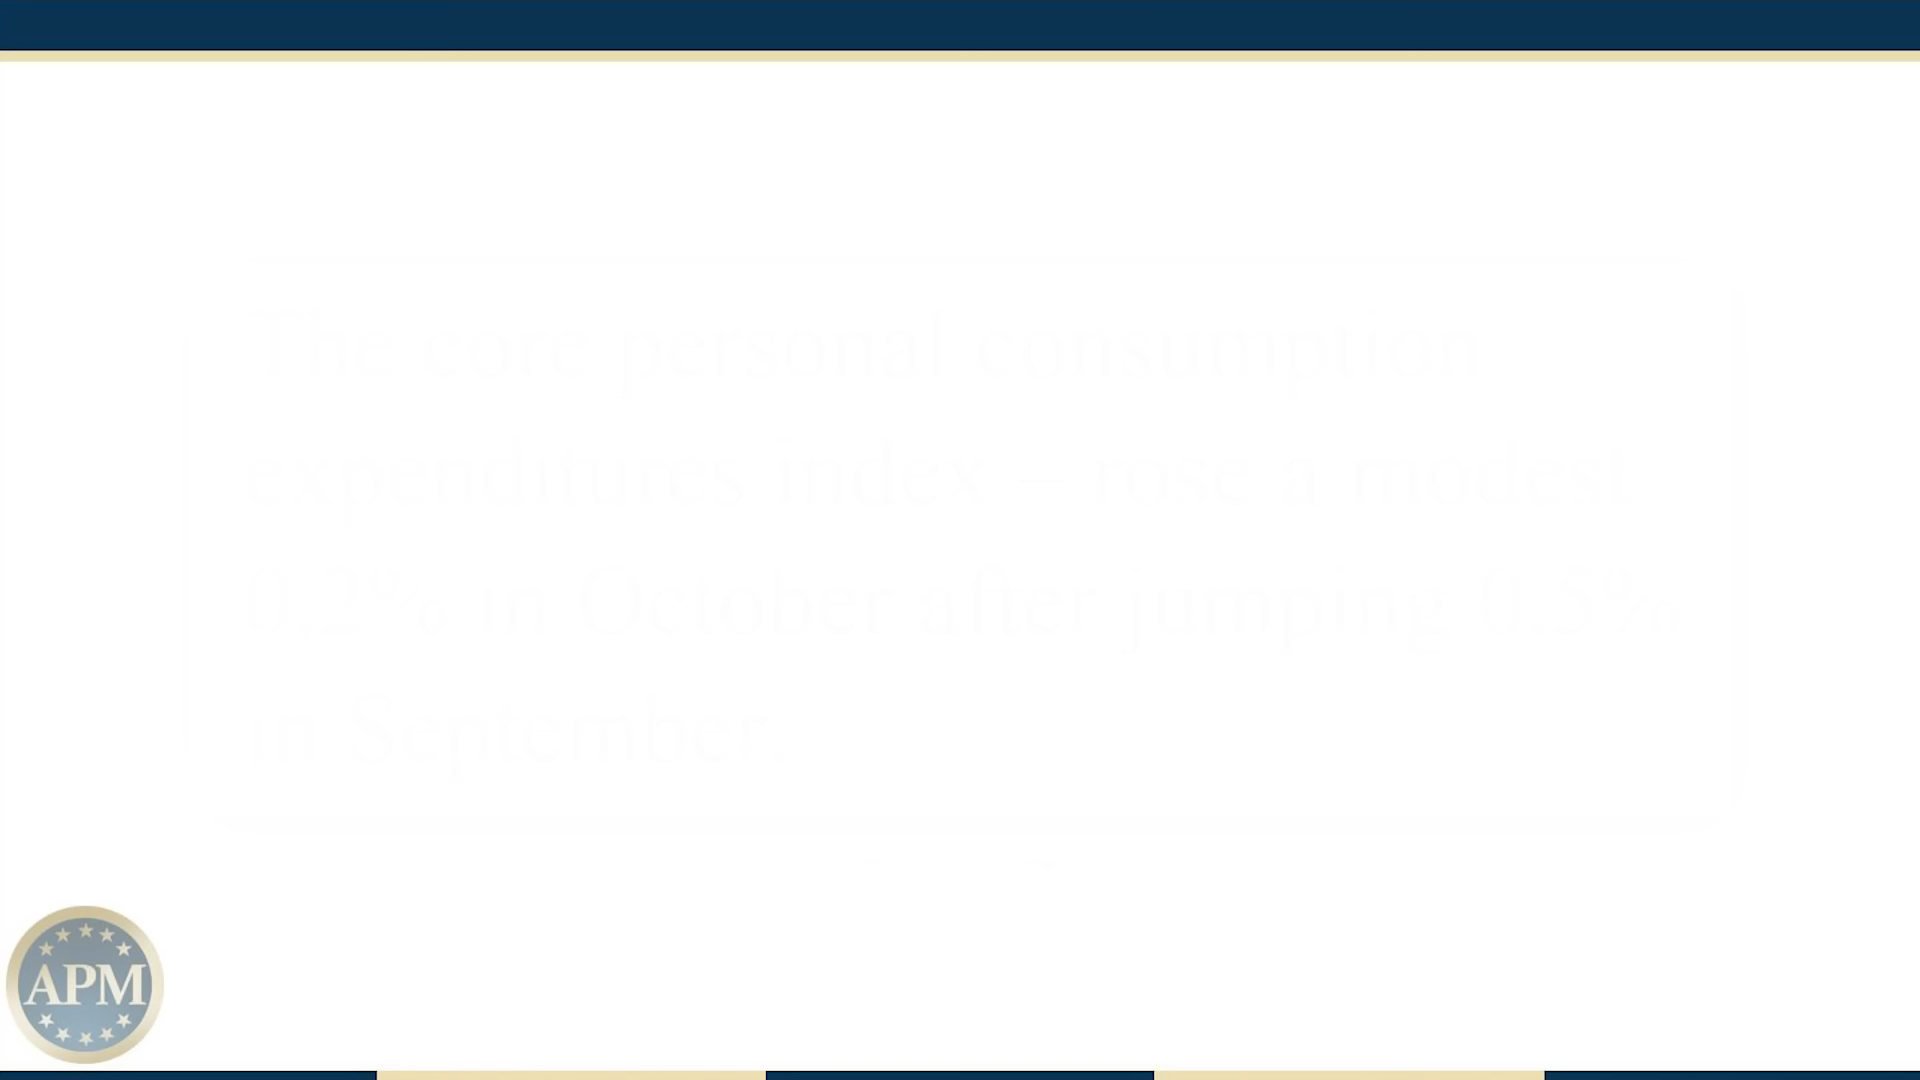 The core personal consumption
expenditures index – rose a modest
0.2% in October after jumping 0.5%
in September.
APM